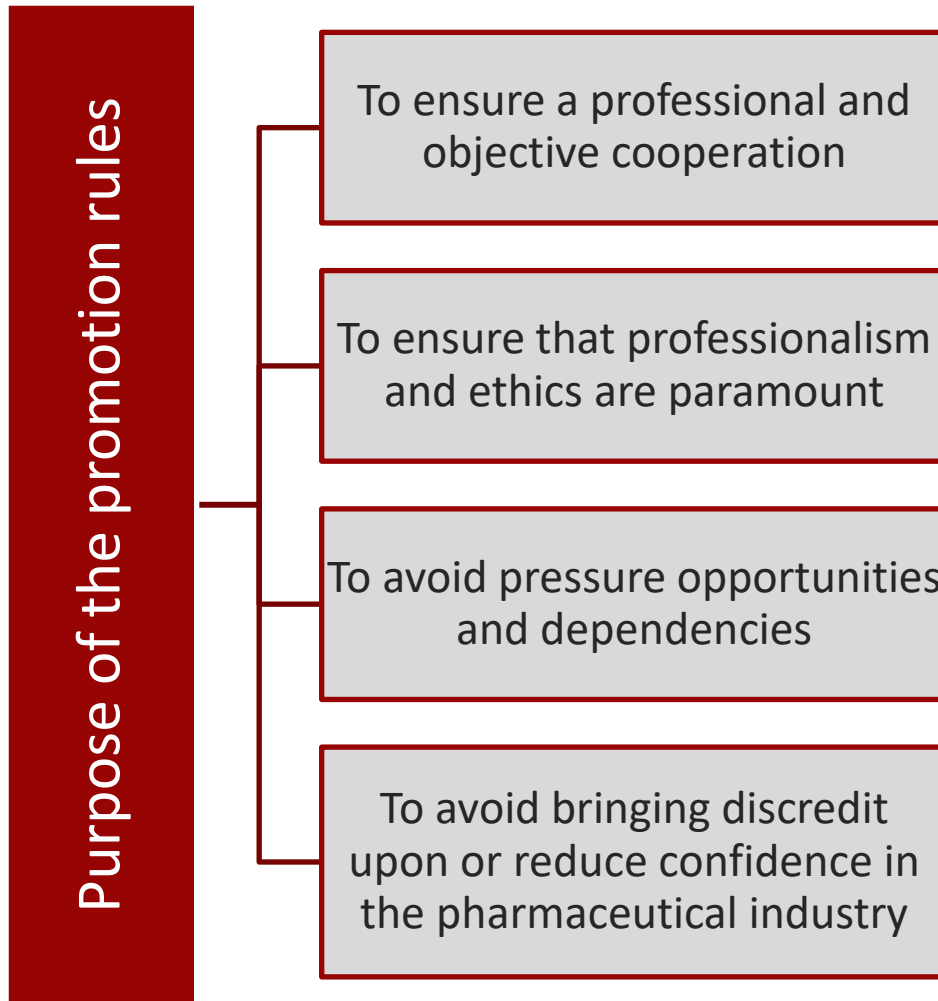 Purpose of the promotion rules
To ensure a professional and
objective cooperation
To ensure that professionalism
and ethics are paramount
To avoid pressure opportunities
and dependencies
To avoid bringing discredit
upon or reduce confidence in
the pharmaceutical industry